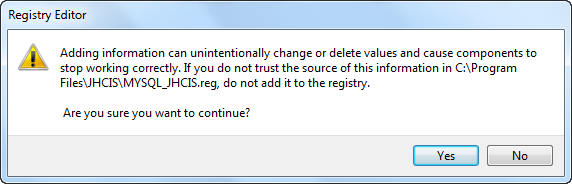 Registry Editor
Adding information can unintentionally change or delete values and cause components to
stop working correctly. If you do not trust the source of this information in C:\Program
Files\JHCIS\MYSQL_JHCIS.reg, do not add it to the registry.
Are you sure you want to continue?
Yes No